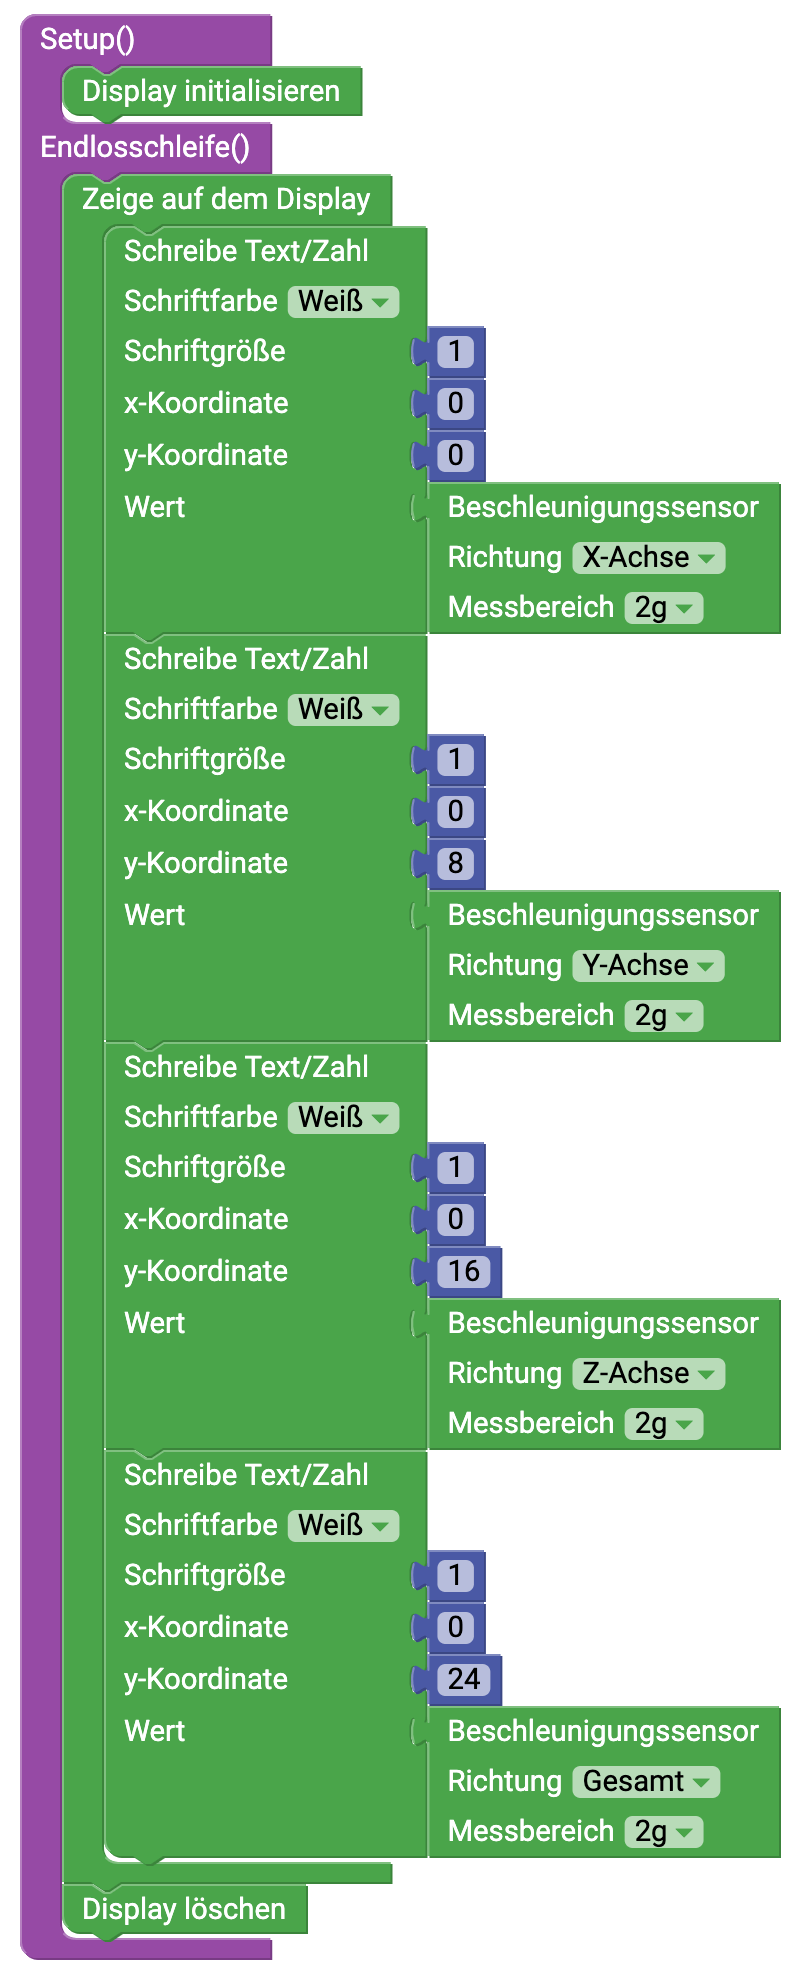 Setup()
Display initialisieren
Endlosschleife()
Zeige auf dem Display
Schreibe Text/Zahl
Schriftfarbe Weiß
Schriftgröße 1
x-Koordinate 0
y-Koordinate 0
Wert Beschleunigungssensor
Richtung X-Achse
Messbereich 2g
Schreibe Text/Zahl
Schriftfarbe Weiß
Schriftgröße 1
x-Koordinate 0
y-Koordinate 8
Wert Beschleunigungssensor
Richtung Y-Achse
Messbereich 2g
Schreibe Text/Zahl
Schriftfarbe Weiß
Schriftgröße 1
x-Koordinate 0
y-Koordinate 16
Wert Beschleunigungssensor
Richtung Z-Achse
Messbereich 2g
Schreibe Text/Zahl
Schriftfarbe Weiß
Schriftgröße 1
x-Koordinate 0
y-Koordinate 24
Wert Beschleunigungssensor
Richtung Gesamt
Messbereich 2g
Display löschen